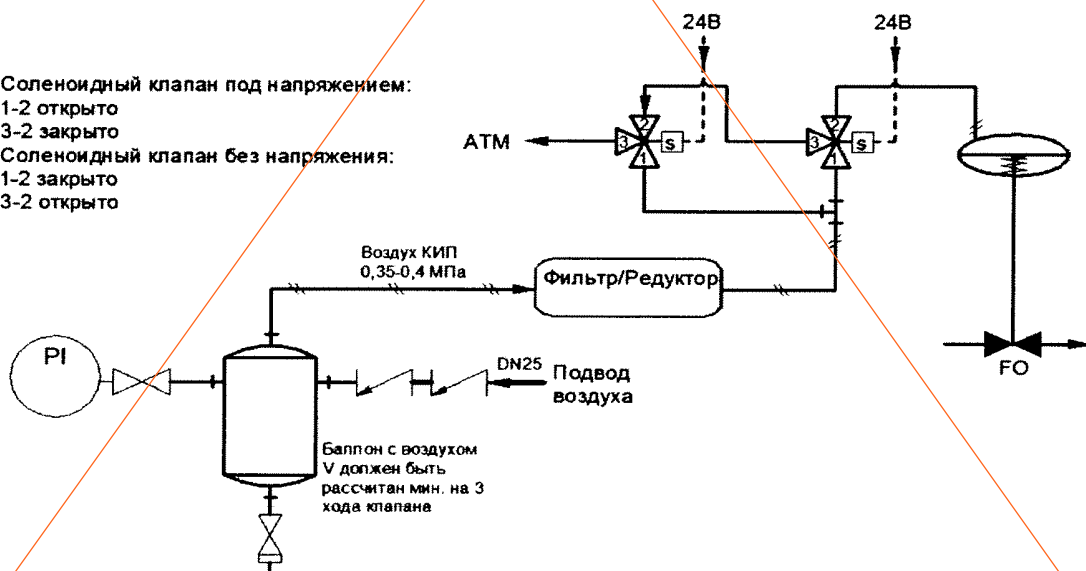 24В
24В
Соленоидный клапан под напряжением:
1-2 открыто
3-2 закрыто
Соленоидный клапан без напряжения:
1-2 закрыто
3-2 открыто
АТМ
2
3
S
1
2
3
S
1
Воздух КИП
0,35-0,4 МПа
Фильтр/Редуктор
PI
DN25
Подвод
воздуха
FO
Баллон с воздухом
V должен быть
рассчитан мин. на 3
хода клапана